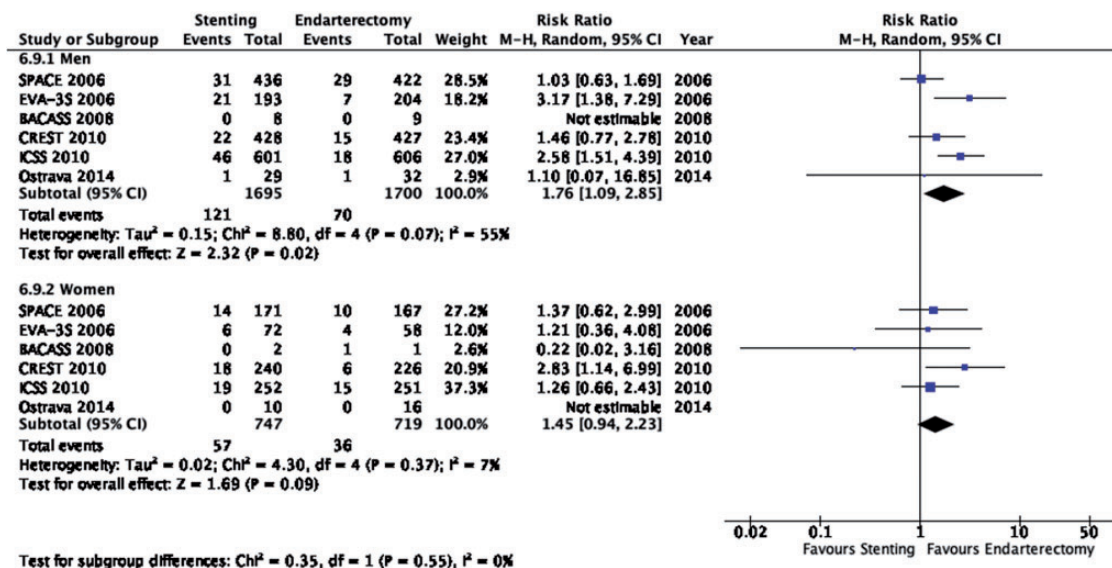 Stenting Endarterectomy Risk Ratio Risk Ratio
Study or Subgroup Events Total Events Total Weight M-H, Random, 95% CI Year M-H, Random, 95% CI
6.9.1 Men
SPACE 2006 31 436 29 422 28.5% 1.03 [0.63, 1.69] 2006
EVA-3S 2006 21 193 7 204 18.2% 3.17 [1.38, 7.29] 2006
BACASS 2008 0 8 0 9 Not estimable 2008
CREST 2010 22 428 15 427 23.4% 1.46 [0.77, 2.78] 2010
ICSS 2010 46 601 18 606 27.0% 2.58 [1.51, 4.39] 2010
Ostrava 2014 1 29 1 32 2.9% 1.10 [0.07, 16.85] 2014
Subtotal (95% CI) 1695 1700 100.0% 1.76 [1.09, 2.85]
Total events 121 70
Heterogeneity: Tau² = 0.15; Chi² = 8.80, df = 4 (P = 0.07); I² = 55%
Test for overall effect: Z = 2.32 (P = 0.02)
6.9.2 Women
SPACE 2006 14 171 10 167 27.2% 1.37 [0.62, 2.99] 2006
EVA-3S 2006 6 72 4 58 12.0% 1.21 [0.36, 4.08] 2006
BACASS 2008 0 2 1 1 2.6% 0.22 [0.02, 3.16] 2008
CREST 2010 18 240 6 226 20.9% 2.83 [1.14, 6.99] 2010
ICSS 2010 19 252 15 251 37.3% 1.26 [0.66, 2.43] 2010
Ostrava 2014 0 10 0 16 Not estimable 2014
Subtotal (95% CI) 747 719 100.0% 1.45 [0.94, 2.23]
Total events 57 36
Heterogeneity: Tau² = 0.02; Chi² = 4.30, df = 4 (P = 0.37); I² = 7%
Test for overall effect: Z = 1.69 (P = 0.09)
0.02 0.1 1 10 50
Favours Stenting Favours Endarterectomy
Test for subgroup differences: Chi² = 0.35, df = 1 (P = 0.55), I² = 0%